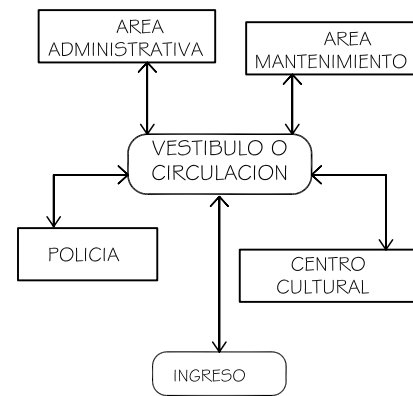 AREA
ADMINISTRATIVA
AREA
MANTENIMIENTO
VESTIBULO O
CIRCULACION
POLICIA
CENTRO
CULTURAL
INGRESO